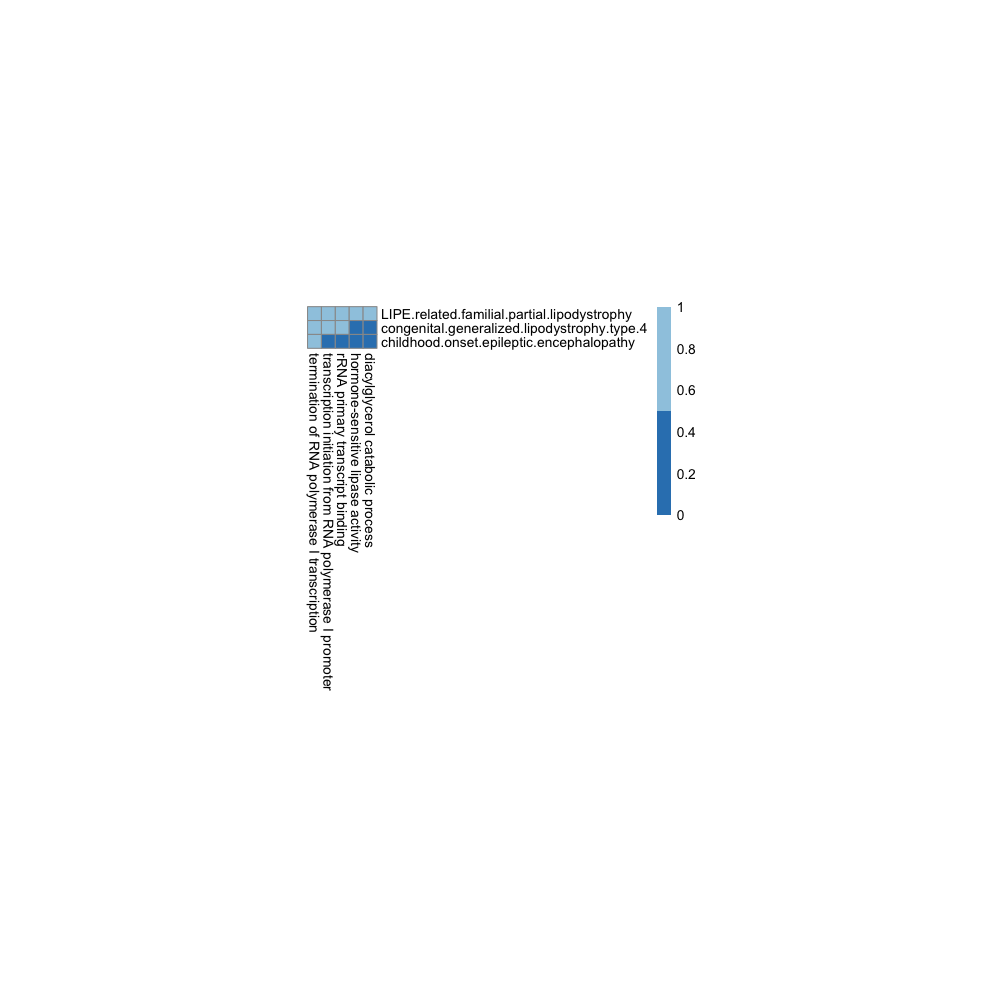 LIPE.related.familial.partial.lipodystrophy
congenital.generalized.lipodystrophy.type.4
childhood.onset.epileptic.encephalopathy
termination of RNA polymerase I transcription
transcription initiation from RNA polymerase I promoter
rRNA primary transcript binding
hormone-sensitive lipase activity
diacylglycerol catabolic process
1
0.8
0.6
0.4
0.2
0